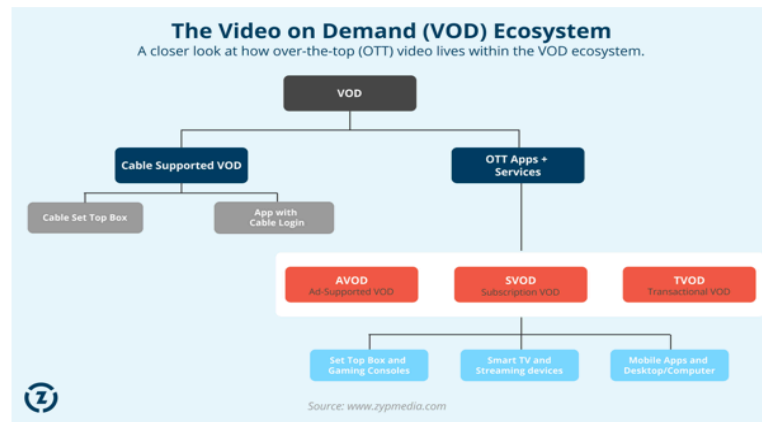 The Video on Demand (VOD) Ecosystem
A closer look at how over-the-top (OTT) video lives within the VOD ecosystem.
VOD
Cable Supported VOD
OTT Apps +
Services
Cable Set Top Box
App with
Cable Login
AVOD
Ad-Supported VOD
SVOD
Subscription VOD
TVOD
Transactional VOD
Set Top Box and
Gaming Consoles
Smart TV and
Streaming devices
Mobile Apps and
Desktop/Computer
Z
Source: www.zypmedia.com